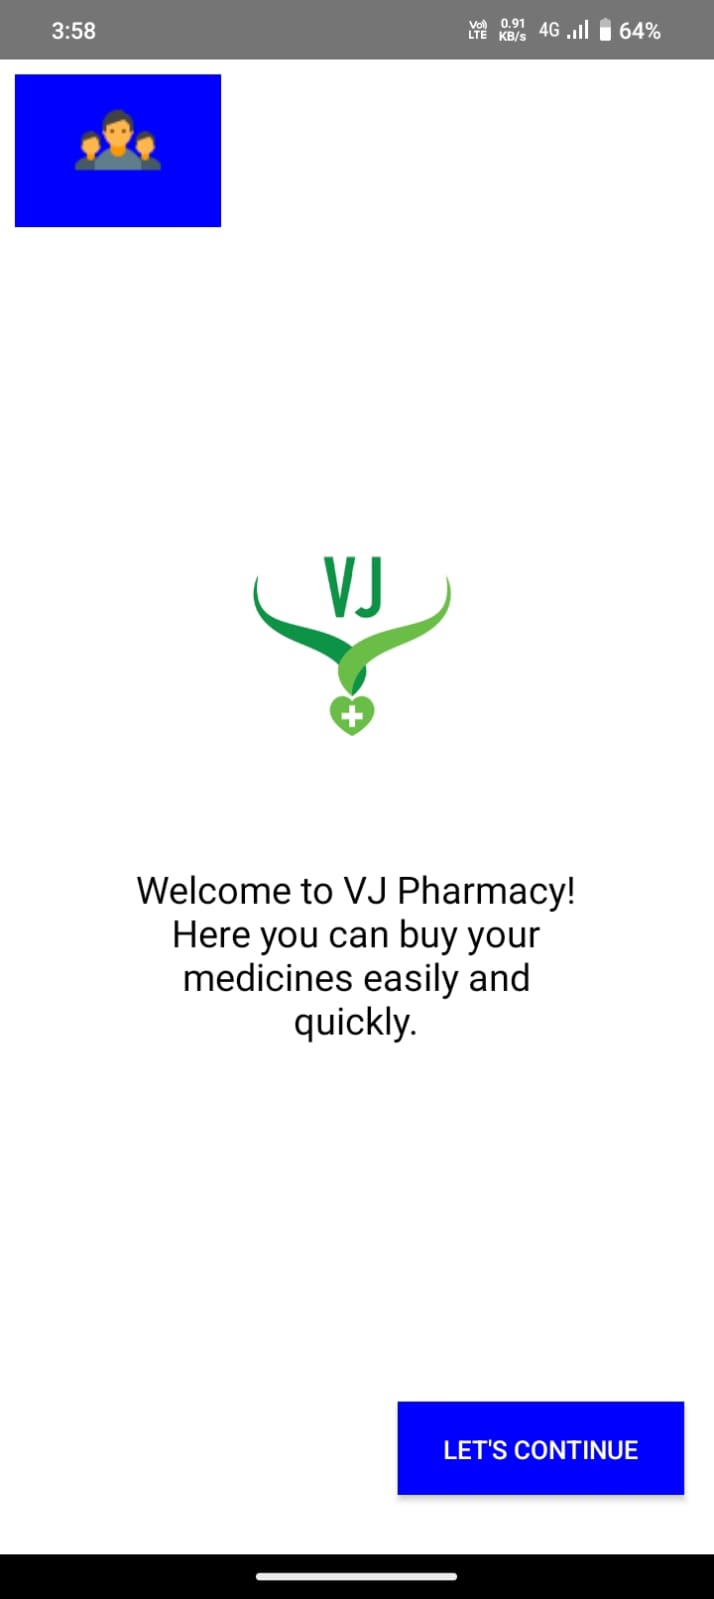 3:58
Vo) 0.91 4G 64%
LTE KB/s
VJ
Welcome to VJ Pharmacy!
Here you can buy your
medicines easily and
quickly.
LET'S CONTINUE